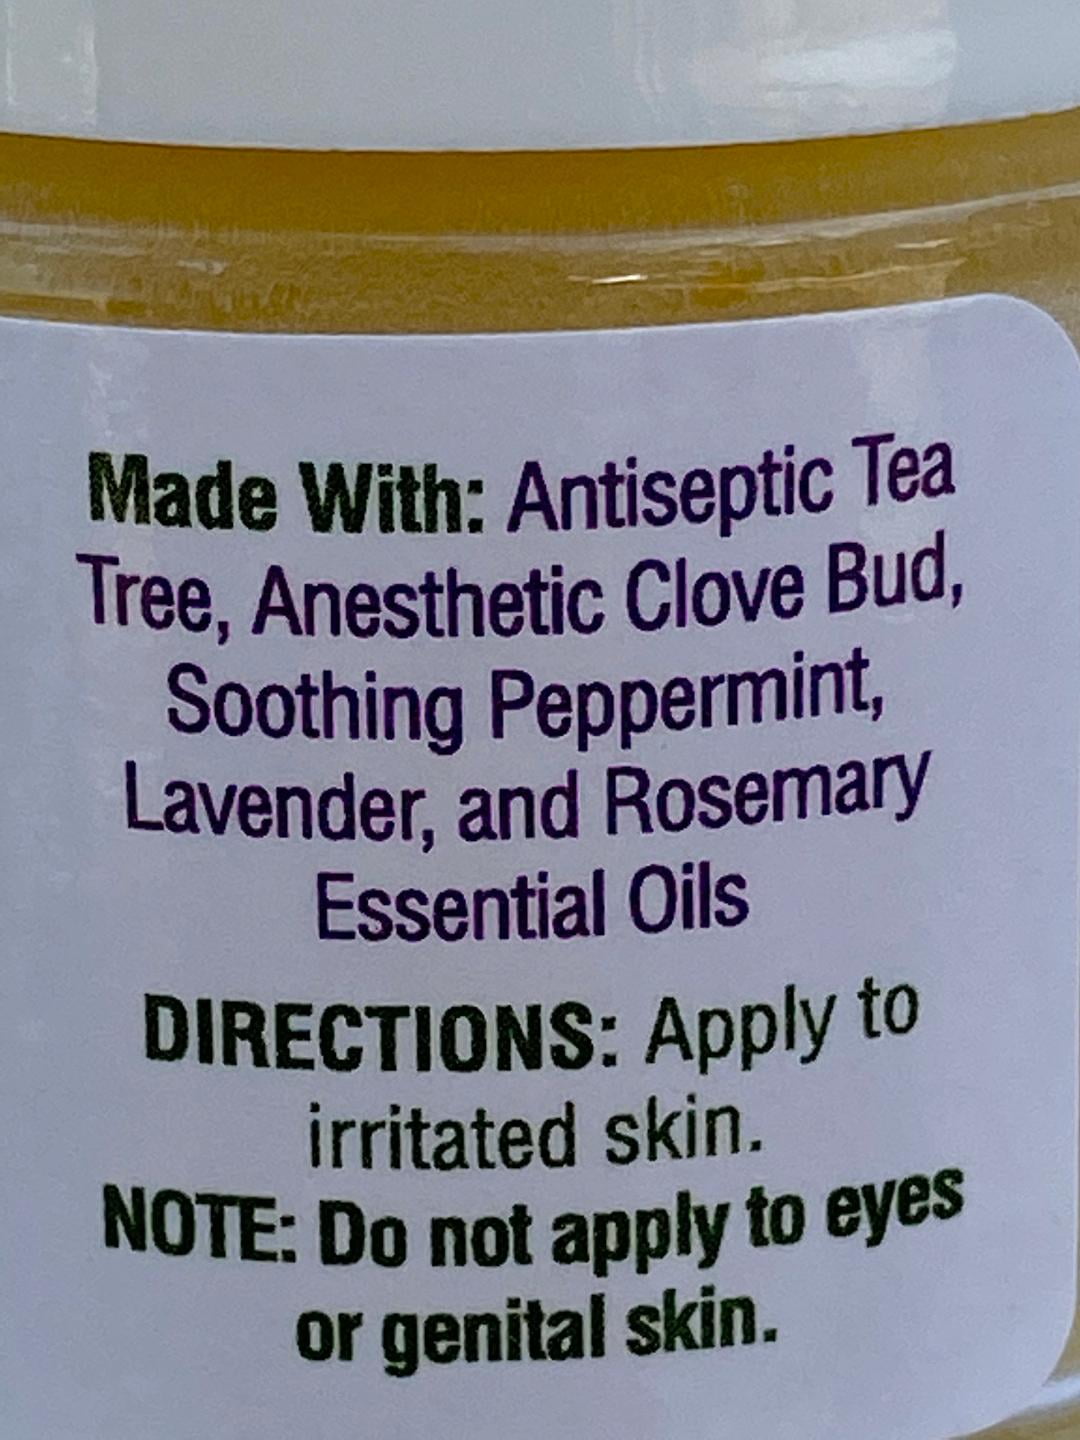 Made With: Antiseptic Tea
Tree, Anesthetic Clove Bud,
Soothing Peppermint,
Lavender, and Rosemary
Essential Oils
DIRECTIONS: Apply to
irritated skin.
NOTE: Do not apply to eyes
or genital skin.